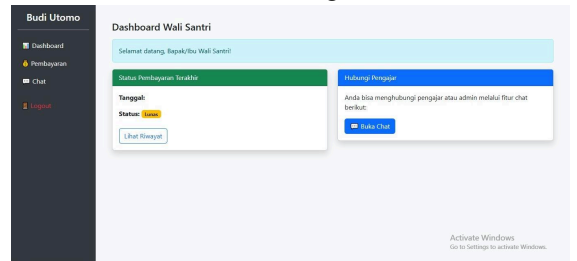 Budi Utomo
Dashboard
Pembayaran
Chat
Logout
Dashboard Wali Santri
Selamat datang, Bapak/Ibu Wali Santri!
Status Pembayaran Terakhir
Tanggal:
Status: Lunas
Lihat Riwayat
Hubungi Pengajar
Anda bisa menghubungi pengajar atau admin melalui fitur chat
berikut:
Buka Chat
Activate Windows
Go to Settings to activate Windows.